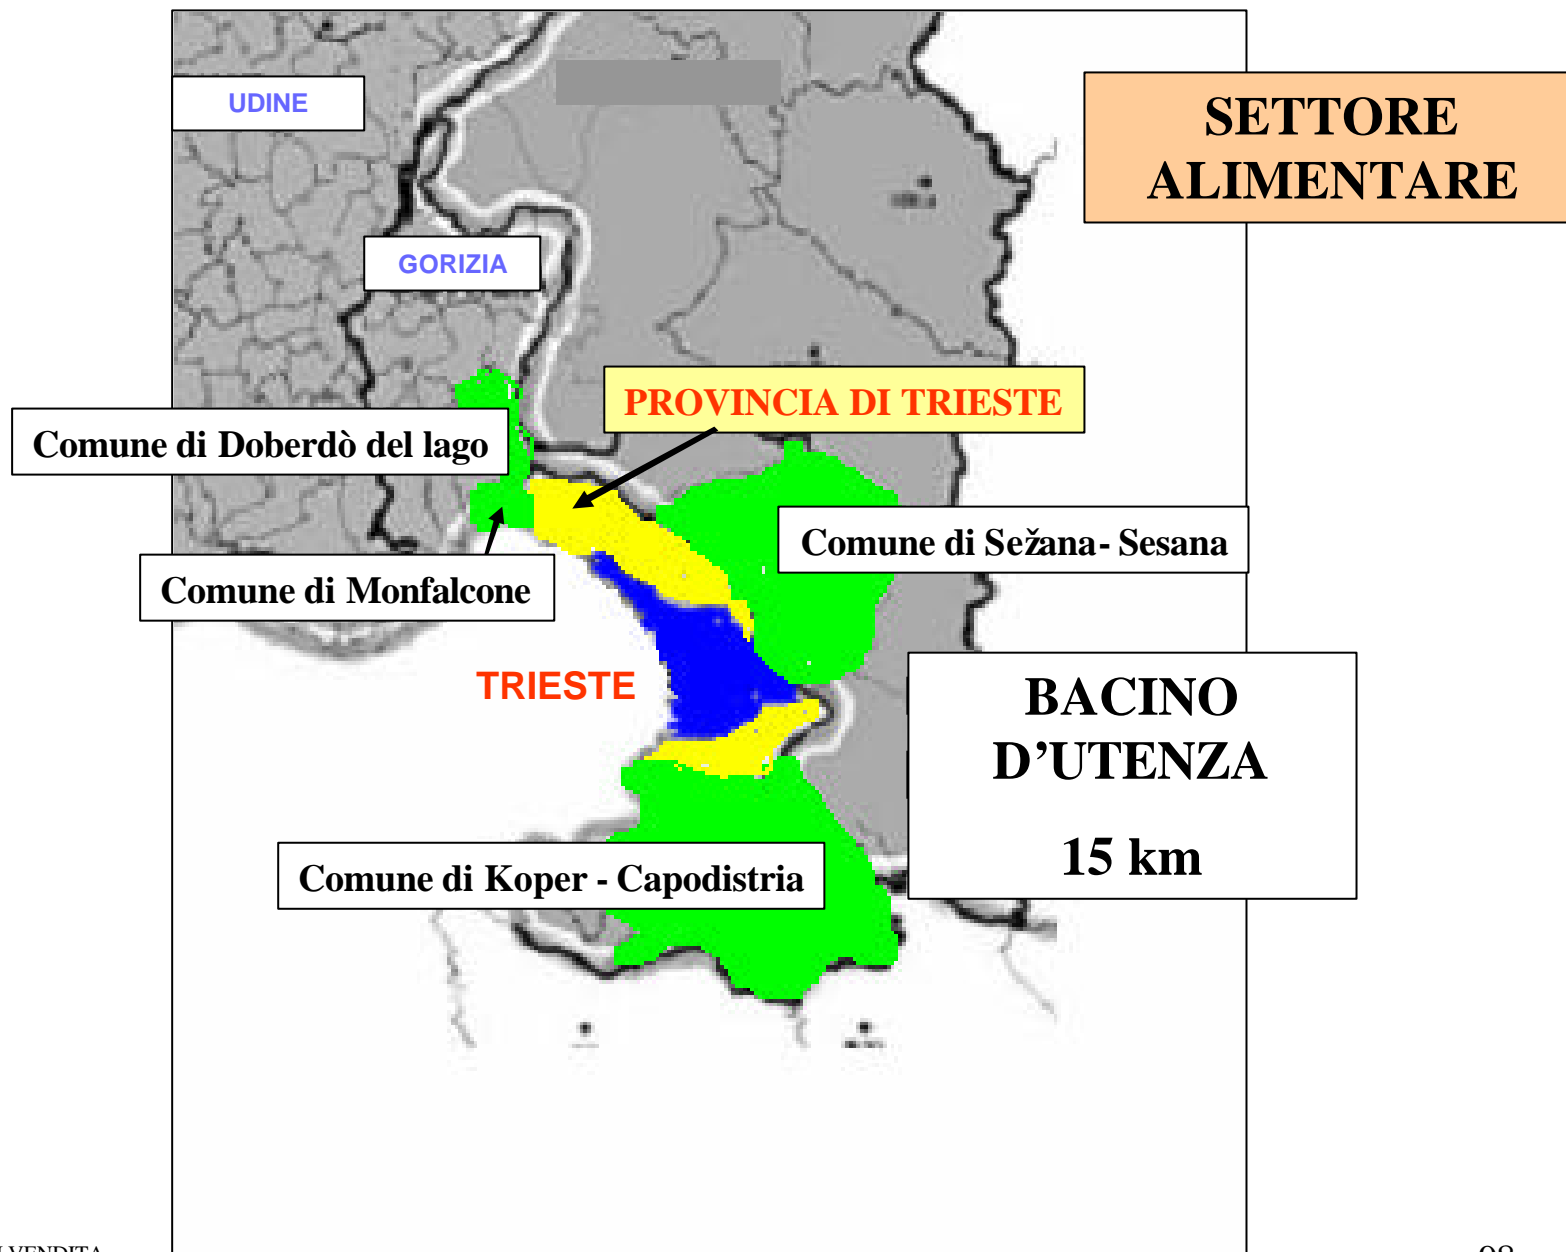 UDINE
SETTORE
ALIMENTARE
GORIZIA
PROVINCIA DI TRIESTE
Comune di Doberdò del lago
Comune di Sežana- Sesana
Comune di Monfalcone
TRIESTE
BACINO
D’UTENZA
15 km
Comune di Koper - Capodistria